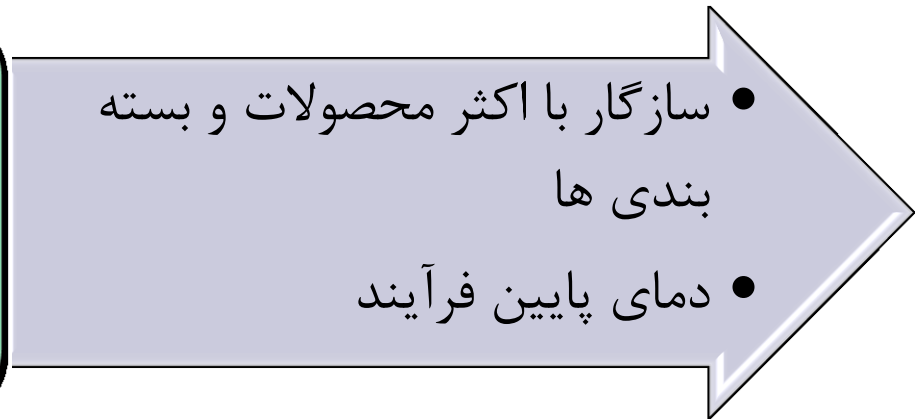 • سازگار با اکثر محصولات و بسته
بندی ها
• دمای پایین فرآیند